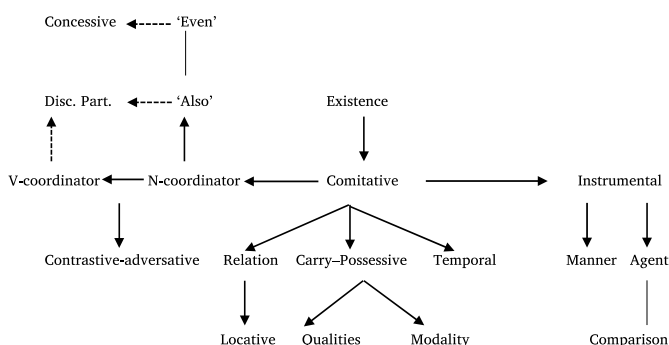 Concessive ‘Even’
Disc. Part. ‘Also’ Existence
V-coordinator N-coordinator Comitative Instrumental
Contrastive-adversative Relation Carry–Possessive Temporal Manner Agent
Locative Qualities Modality Comparison